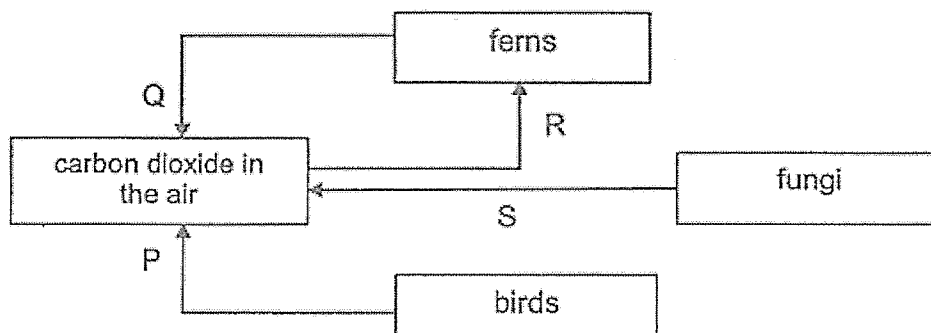 ferns
Q
R
carbon dioxide in
the air
fungi
S
P
birds